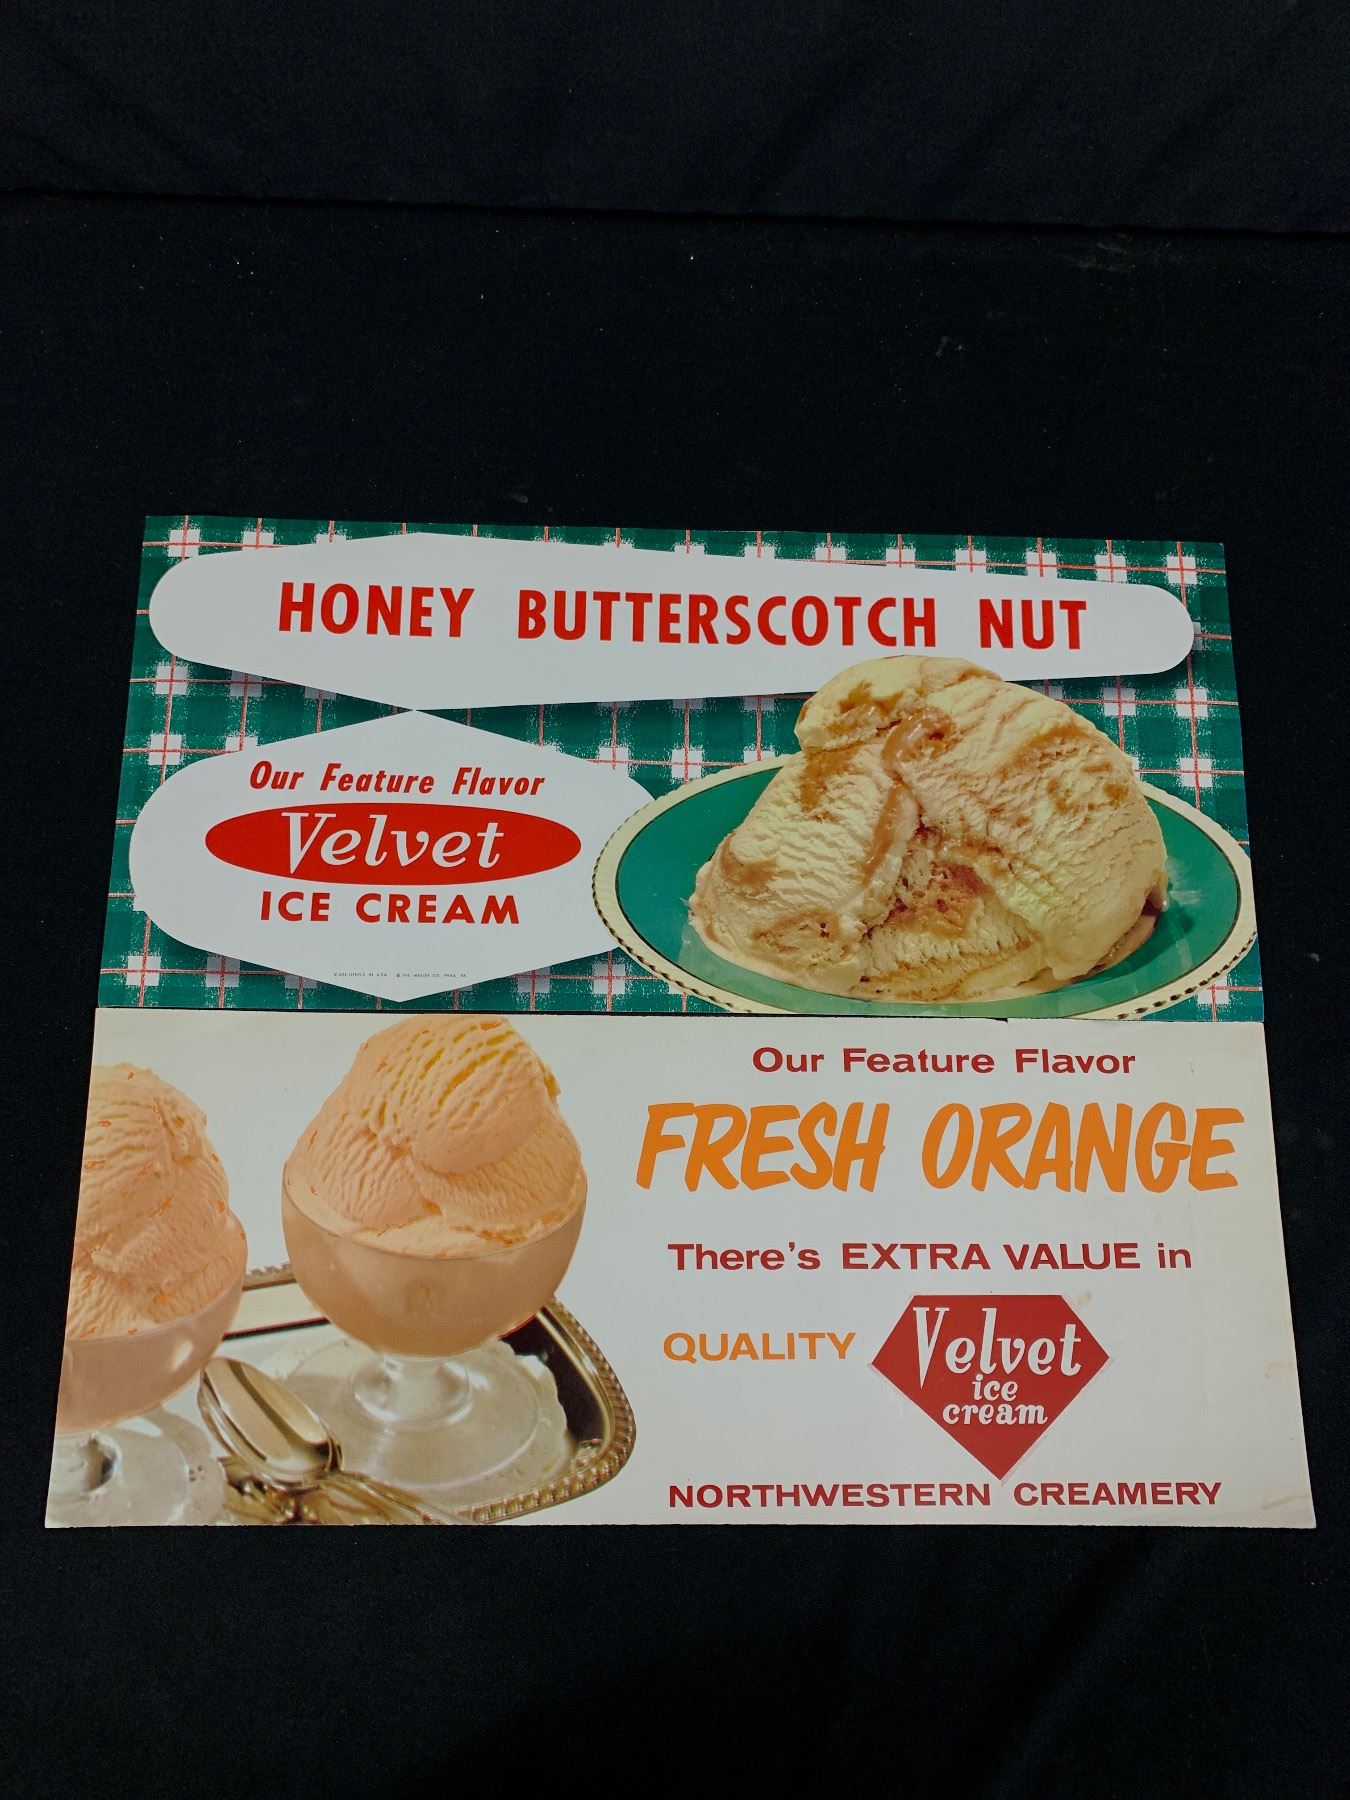 HONEY BUTTERSCOTCH NUT
Our Feature Flavor
Velvet
ICE CREAM
Our Feature Flavor
FRESH ORANGE
There's EXTRA VALUE in
QUALITY
Velvet
ice
cream
NORTHWESTERN CREAMERY